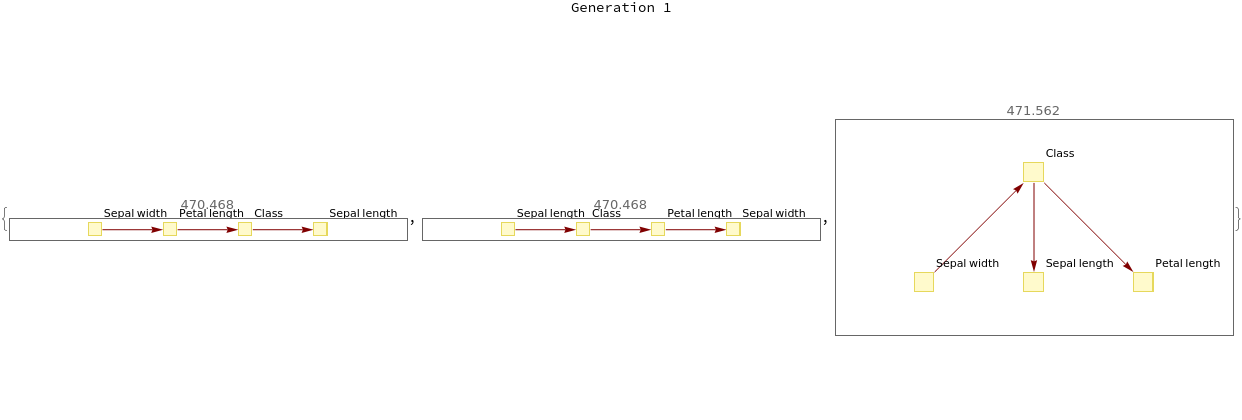 Generation 1
{
470.468
Sepal width Petal length Class Sepal length
,
470.468
Sepal length Class Petal length Sepal width
,
471.562
Class
Sepal width Sepal length Petal length
}